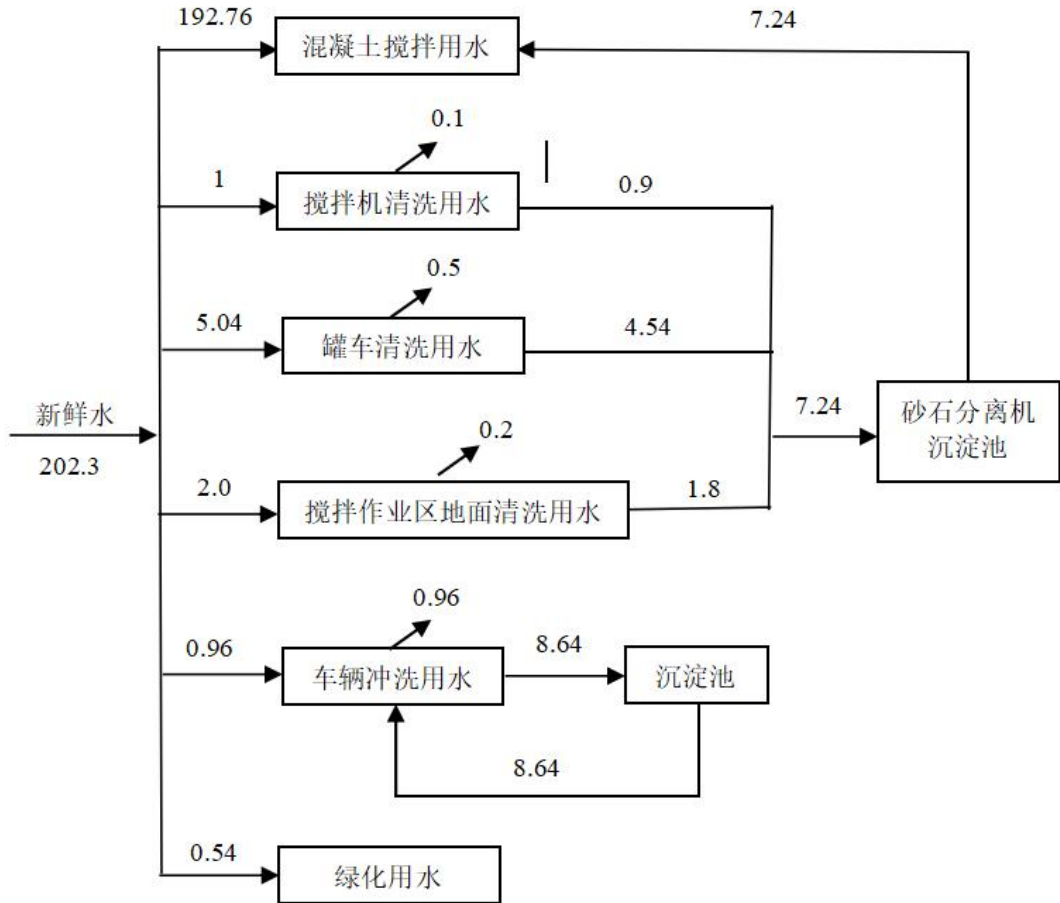 192.76
7.24
混凝土搅拌用水
0.1
1
搅拌机清洗用水
0.9
0.5
5.04
罐车清洗用水
4.54
新鲜水
202.3
7.24
砂石分离机
沉淀池
0.2
2.0
搅拌作业区地面清洗用水
1.8
0.96
0.96
车辆冲洗用水
8.64
沉淀池
8.64
0.54
绿化用水